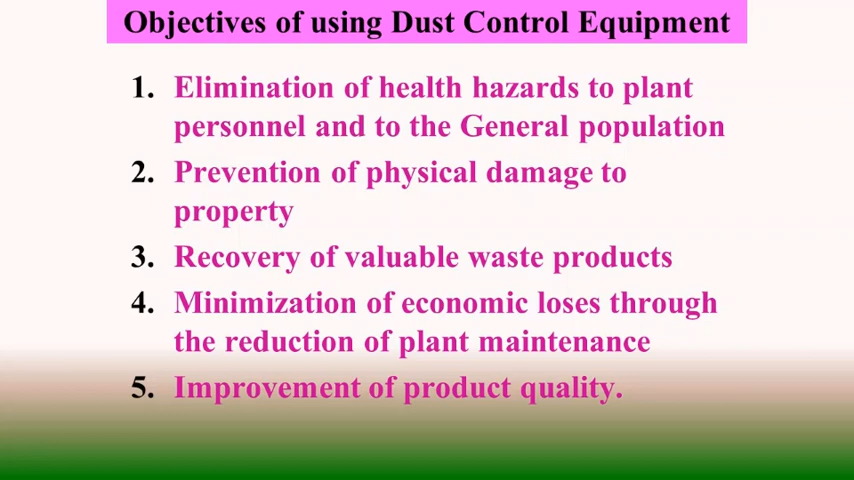 Objectives of using Dust Control Equipment
1. Elimination of health hazards to plant
personnel and to the General population
2. Prevention of physical damage to
property
3. Recovery of valuable waste products
4. Minimization of economic loses through
the reduction of plant maintenance
5. Improvement of product quality.